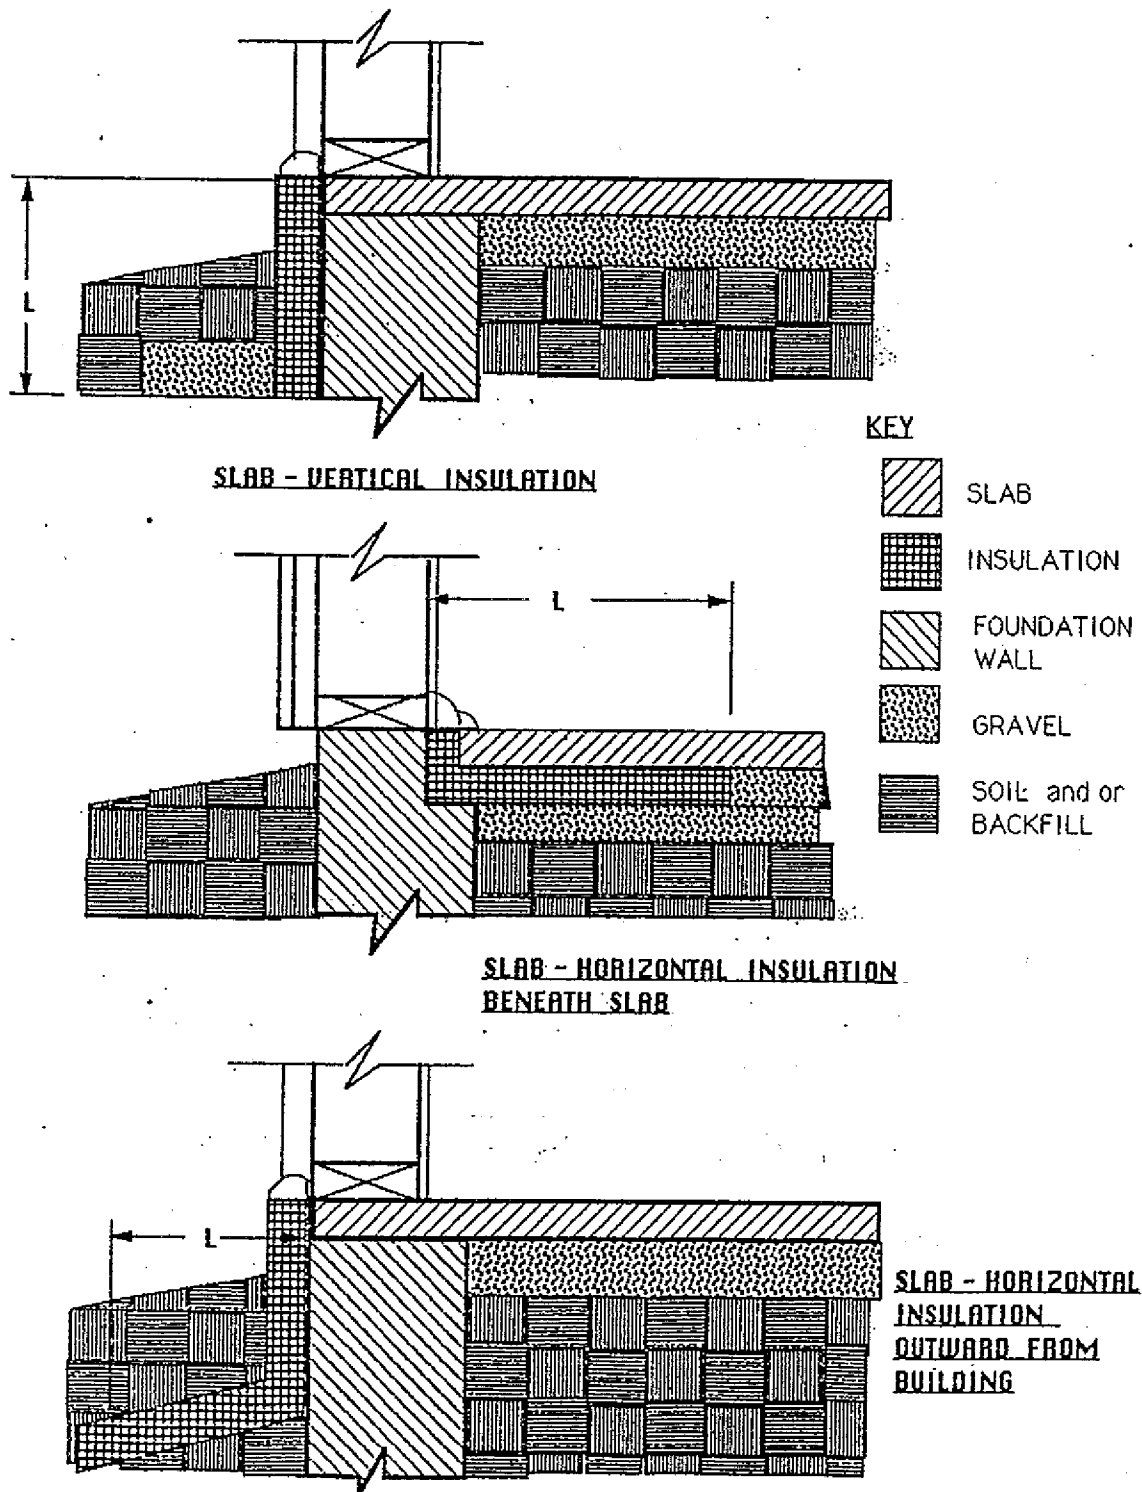 L
SLAB - VERTICAL INSULATION
KEY
SLAB
INSULATION
FOUNDATION
WALL
GRAVEL
SOIL and or
BACKFILL
L
SLAB - HORIZONTAL INSULATION
BENEATH SLAB
L
SLAB - HORIZONTAL
INSULATION
OUTWARD FROM
BUILDING